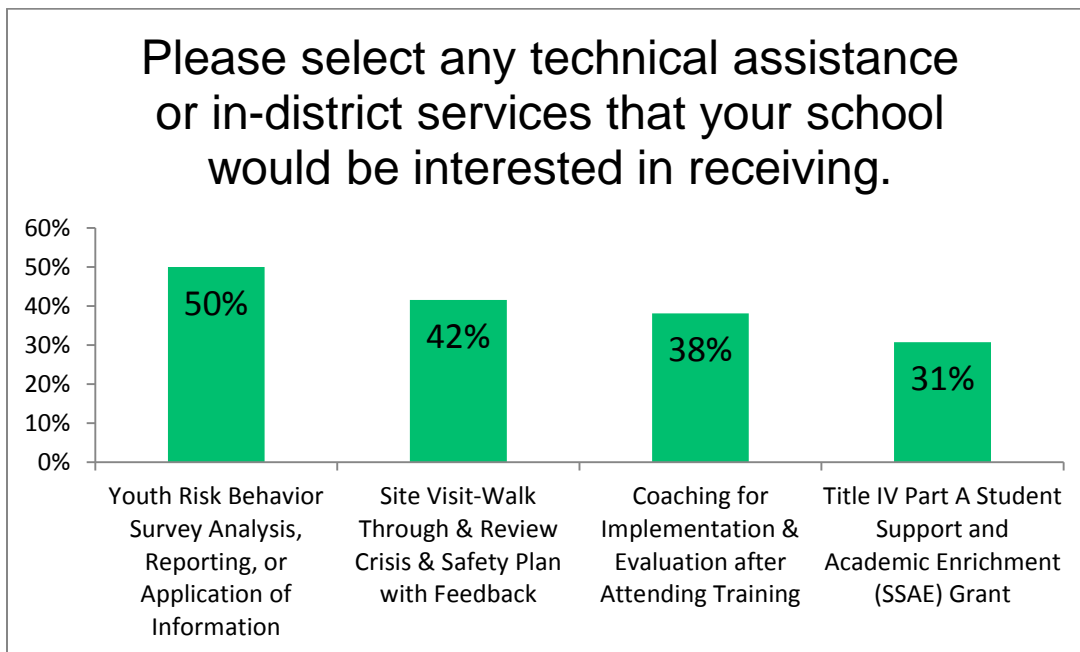 Please select any technical assistance
or in-district services that your school
would be interested in receiving.
60%
50%
40%
30%
20%
10%
0%
50%
42%
38%
31%
Youth Risk Behavior
Survey Analysis,
Reporting, or
Application of
Information
Site Visit-Walk
Through & Review
Crisis & Safety Plan
with Feedback
Coaching for
Implementation &
Evaluation after
Attending Training
Title IV Part A Student
Support and
Academic Enrichment
(SSAE) Grant